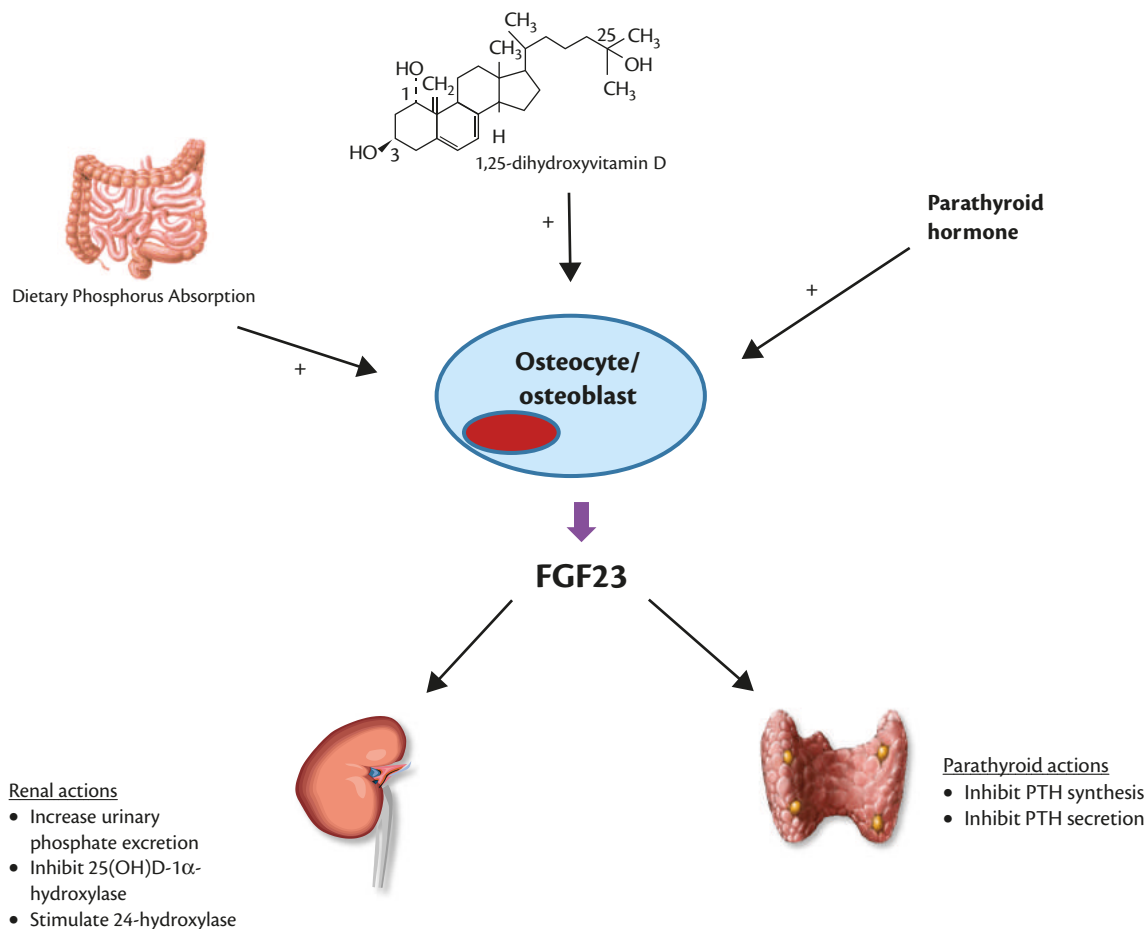 CH3
25
CH3
CH3
OH
HO
CH2
CH3
1
H
HO
3
1,25-dihydroxyvitamin D
+
Parathyroid
hormone
+
Dietary Phosphorus Absorption
+
Osteocyte/
osteoblast
FGF23
Renal actions
• Increase urinary
phosphate excretion
• Inhibit 25(OH)D-1α-
hydroxylase
• Stimulate 24-hydroxylase
Parathyroid actions
• Inhibit PTH synthesis
• Inhibit PTH secretion